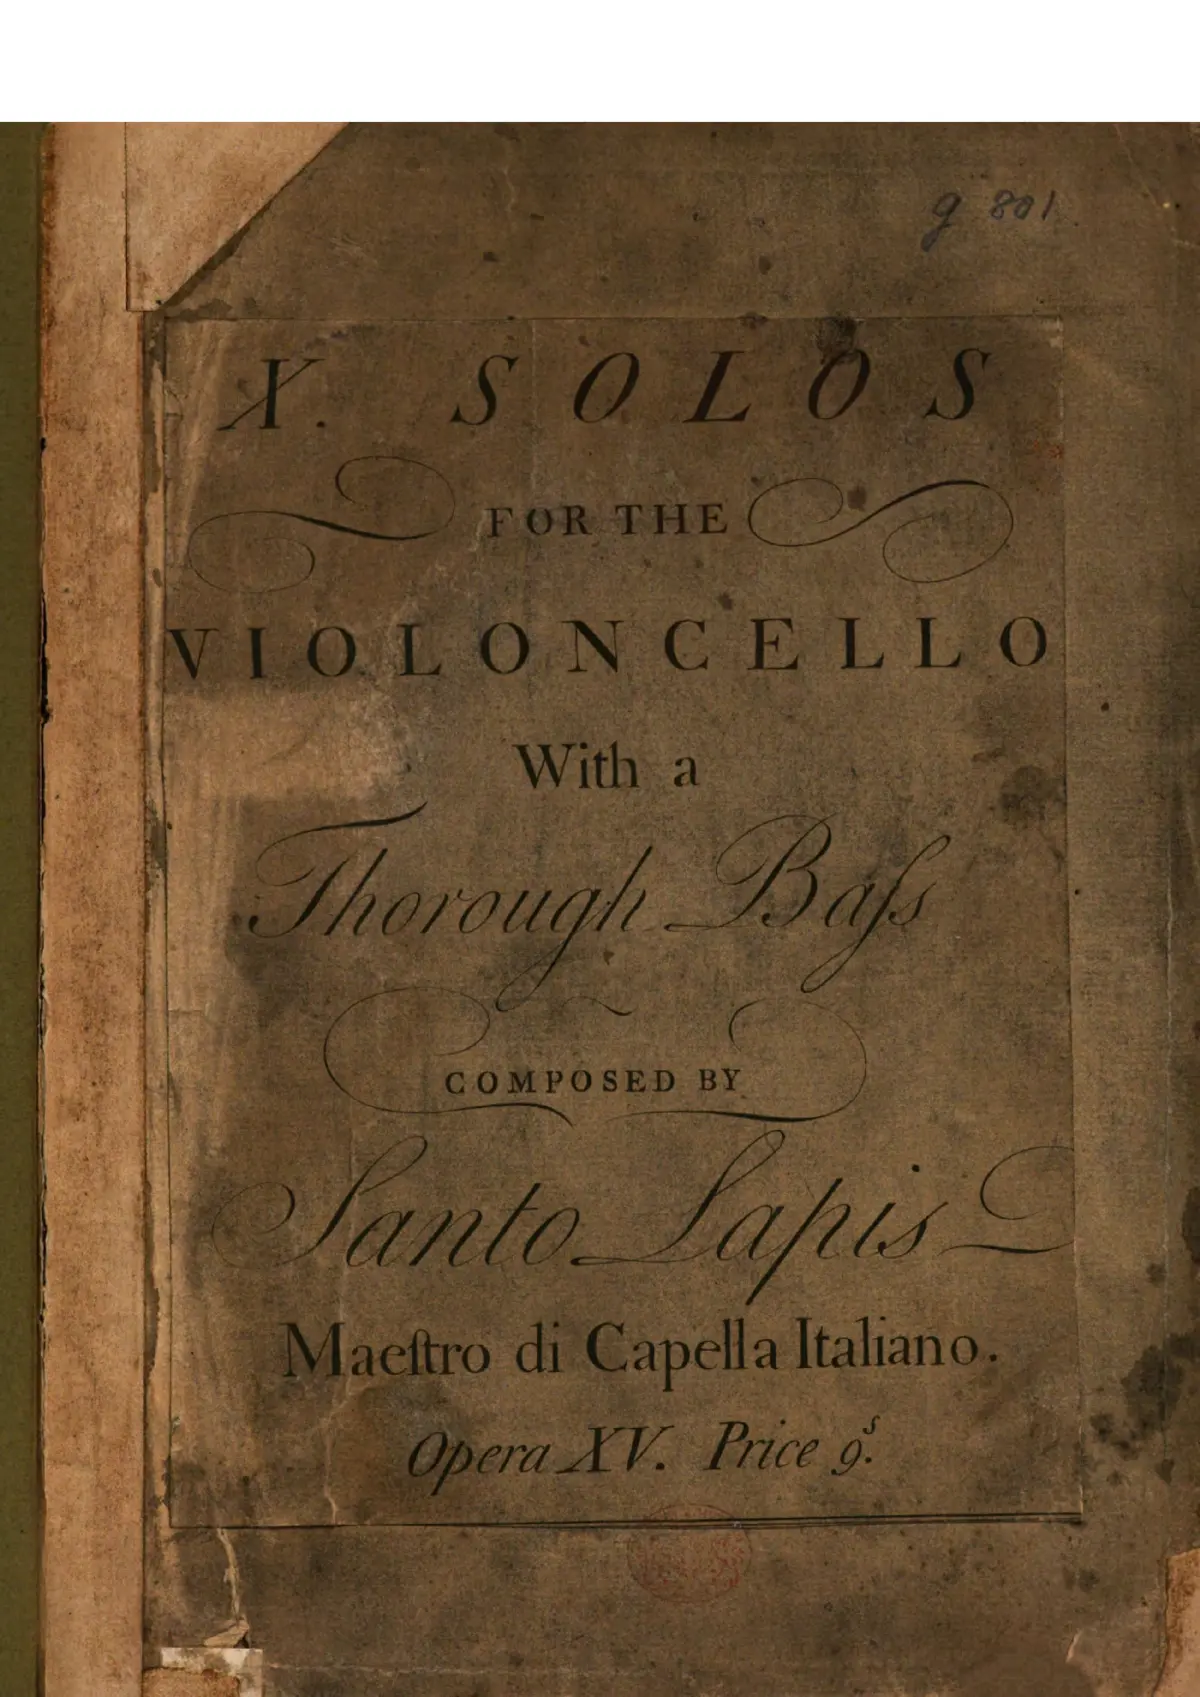 g 801
X. SOLOS
FOR THE
VIOLONCELLO
With a
Thorough Baſs
COMPOSED BY
Santo Lapis
Maeſtro di Capella Italiano.
Opera XV. Price 9ˢ.